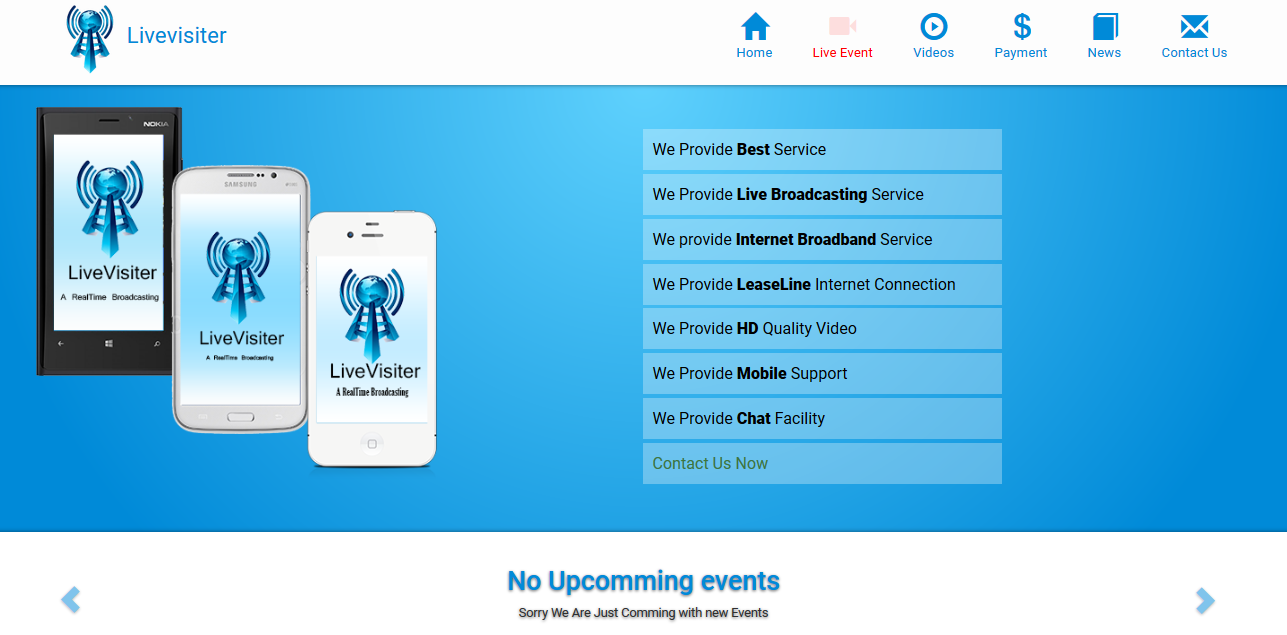 Livevisiter
Home
Live Event
Videos
$
Payment
News
Contact Us
NOKIA
LiveVisiter
A RealTime Broadcasting
SAMSUNG
LiveVisiter
A RealTime Broadcasting
LiveVisiter
A RealTime Broadcasting
We Provide Best Service
We Provide Live Broadcasting Service
We provide Internet Broadband Service
We Provide LeaseLine Internet Connection
We Provide HD Quality Video
We Provide Mobile Support
We Provide Chat Facility
Contact Us Now
No Upcomming events
Sorry We Are Just Comming with new Events